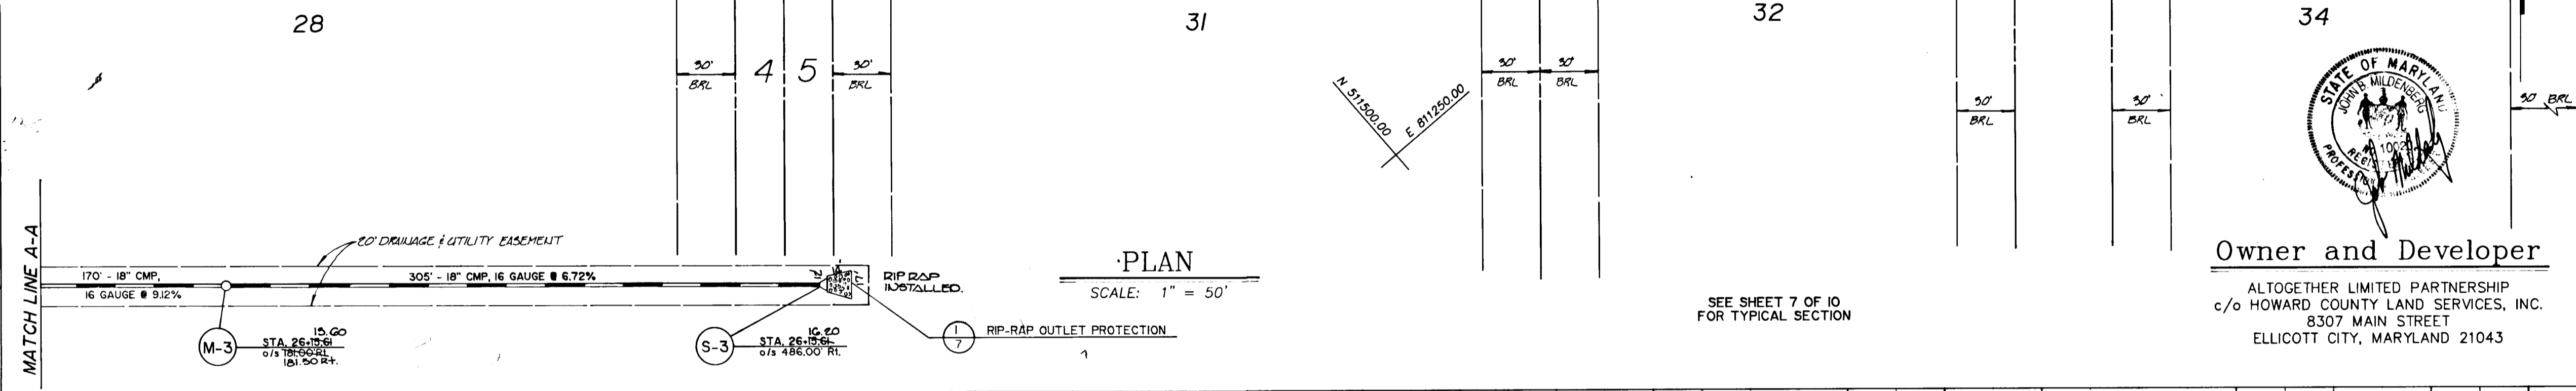 28
31
32
34
30'
BRL
4
5
30'
BRL
30'
BRL
30'
BRL
30'
BRL
30'
BRL
30' BRL
N 511500.00
E 811250.00
STATE OF MARYLAND
JOHN B. MILDENBERG
PROFESSION
REGIS
MATCH LINE A-A
20' DRAINAGE & UTILITY EASEMENT
170' - 18" CMP,
16 GAUGE @ 9.12%
305' - 18" CMP, 16 GAUGE @ 6.72%
17'
RIP RAP
INSTALLED.
M-3
15.60
STA. 26+15.61
o/s 181.00' Rt.
181.50 Rt.
S-3
16.20
STA. 26+15.61
o/s 486.00' Rt.
1
7
RIP-RAP OUTLET PROTECTION
PLAN
SCALE: 1" = 50'
SEE SHEET 7 OF 10
FOR TYPICAL SECTION
Owner and Developer
ALTOGETHER LIMITED PARTNERSHIP
c/o HOWARD COUNTY LAND SERVICES, INC.
8307 MAIN STREET
ELLICOTT CITY, MARYLAND 21043